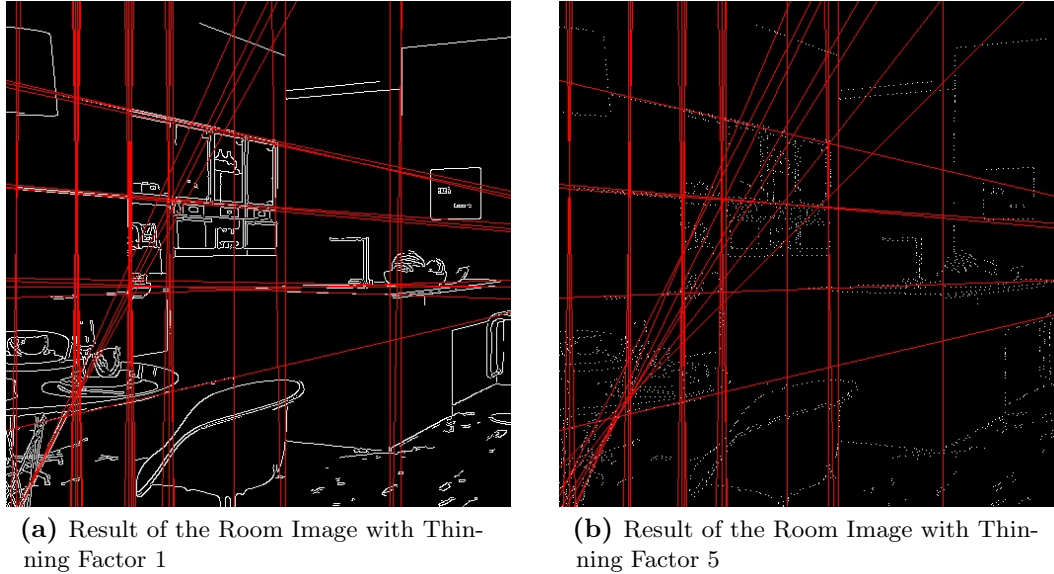 (a) Result of the Room Image with Thin-
ning Factor 1
(b) Result of the Room Image with Thin-
ning Factor 5